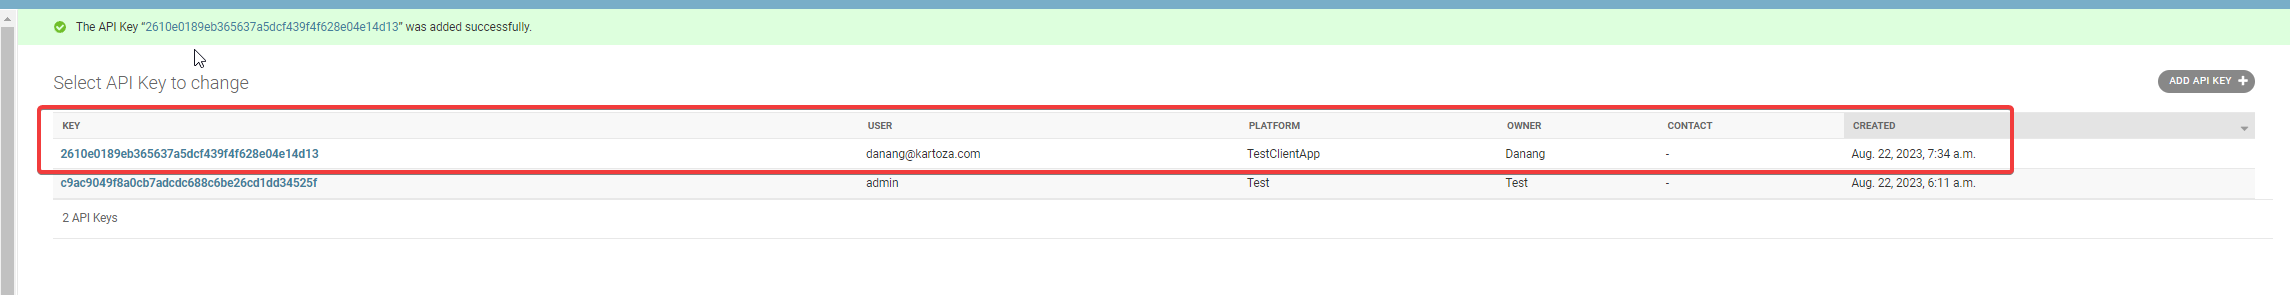 The API Key “2610e0189eb365637a5dcf439f4f628e04e14d13” was added successfully.
Select API Key to change
ADD API KEY
KEY USER PLATFORM OWNER CONTACT CREATED
2610e0189eb365637a5dcf439f4f628e04e14d13 danang@kartoza.com TestClientApp Danang - Aug. 22, 2023, 7:34 a.m.
c9ac9049f8a0cb7adcdc688c6be26cd1dd34525f admin Test Test - Aug. 22, 2023, 6:11 a.m.
2 API Keys